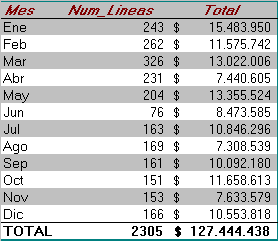 Mes Num_Lineas Total
Ene 243 $ 15.483.950
Feb 262 $ 11.575.742
Mar 326 $ 13.022.006
Abr 231 $ 7.440.605
May 204 $ 13.355.524
Jun 76 $ 8.473.585
Jul 163 $ 10.846.296
Ago 169 $ 7.308.539
Sep 161 $ 10.092.180
Oct 151 $ 11.658.613
Nov 153 $ 7.633.579
Dic 166 $ 10.553.818
TOTAL 2305 $ 127.444.438